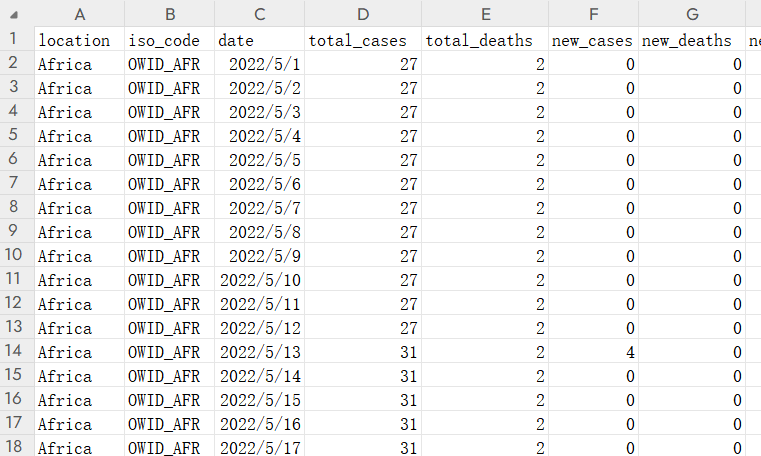 A B C D E F G
1 location iso_code date total_cases total_deaths new_cases new_deaths
2 Africa OWID_AFR 2022/5/1 27 2 0 0
3 Africa OWID_AFR 2022/5/2 27 2 0 0
4 Africa OWID_AFR 2022/5/3 27 2 0 0
5 Africa OWID_AFR 2022/5/4 27 2 0 0
6 Africa OWID_AFR 2022/5/5 27 2 0 0
7 Africa OWID_AFR 2022/5/6 27 2 0 0
8 Africa OWID_AFR 2022/5/7 27 2 0 0
9 Africa OWID_AFR 2022/5/8 27 2 0 0
10 Africa OWID_AFR 2022/5/9 27 2 0 0
11 Africa OWID_AFR 2022/5/10 27 2 0 0
12 Africa OWID_AFR 2022/5/11 27 2 0 0
13 Africa OWID_AFR 2022/5/12 27 2 0 0
14 Africa OWID_AFR 2022/5/13 31 2 4 0
15 Africa OWID_AFR 2022/5/14 31 2 0 0
16 Africa OWID_AFR 2022/5/15 31 2 0 0
17 Africa OWID_AFR 2022/5/16 31 2 0 0
18 Africa OWID_AFR 2022/5/17 31 2 0 0